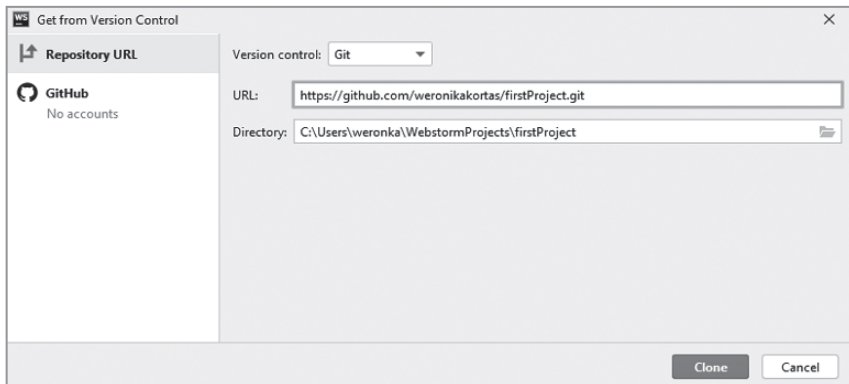 WS Get from Version Control
Repository URL
GitHub
No accounts
Version control: Git
URL: https://github.com/weronikakortas/firstProject.git
Directory: C:\Users\weronka\WebstormProjects\firstProject
Clone Cancel